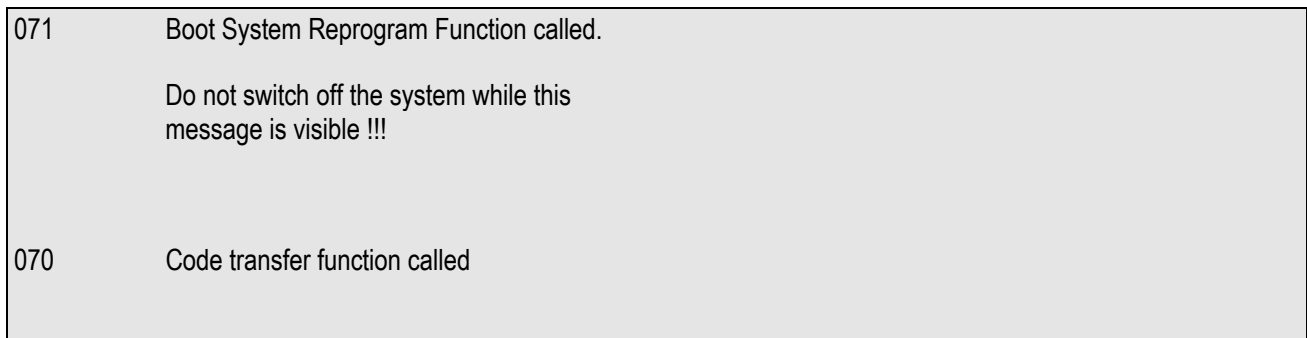 071 Boot System Reprogram Function called.
Do not switch off the system while this
message is visible !!!
070 Code transfer function called